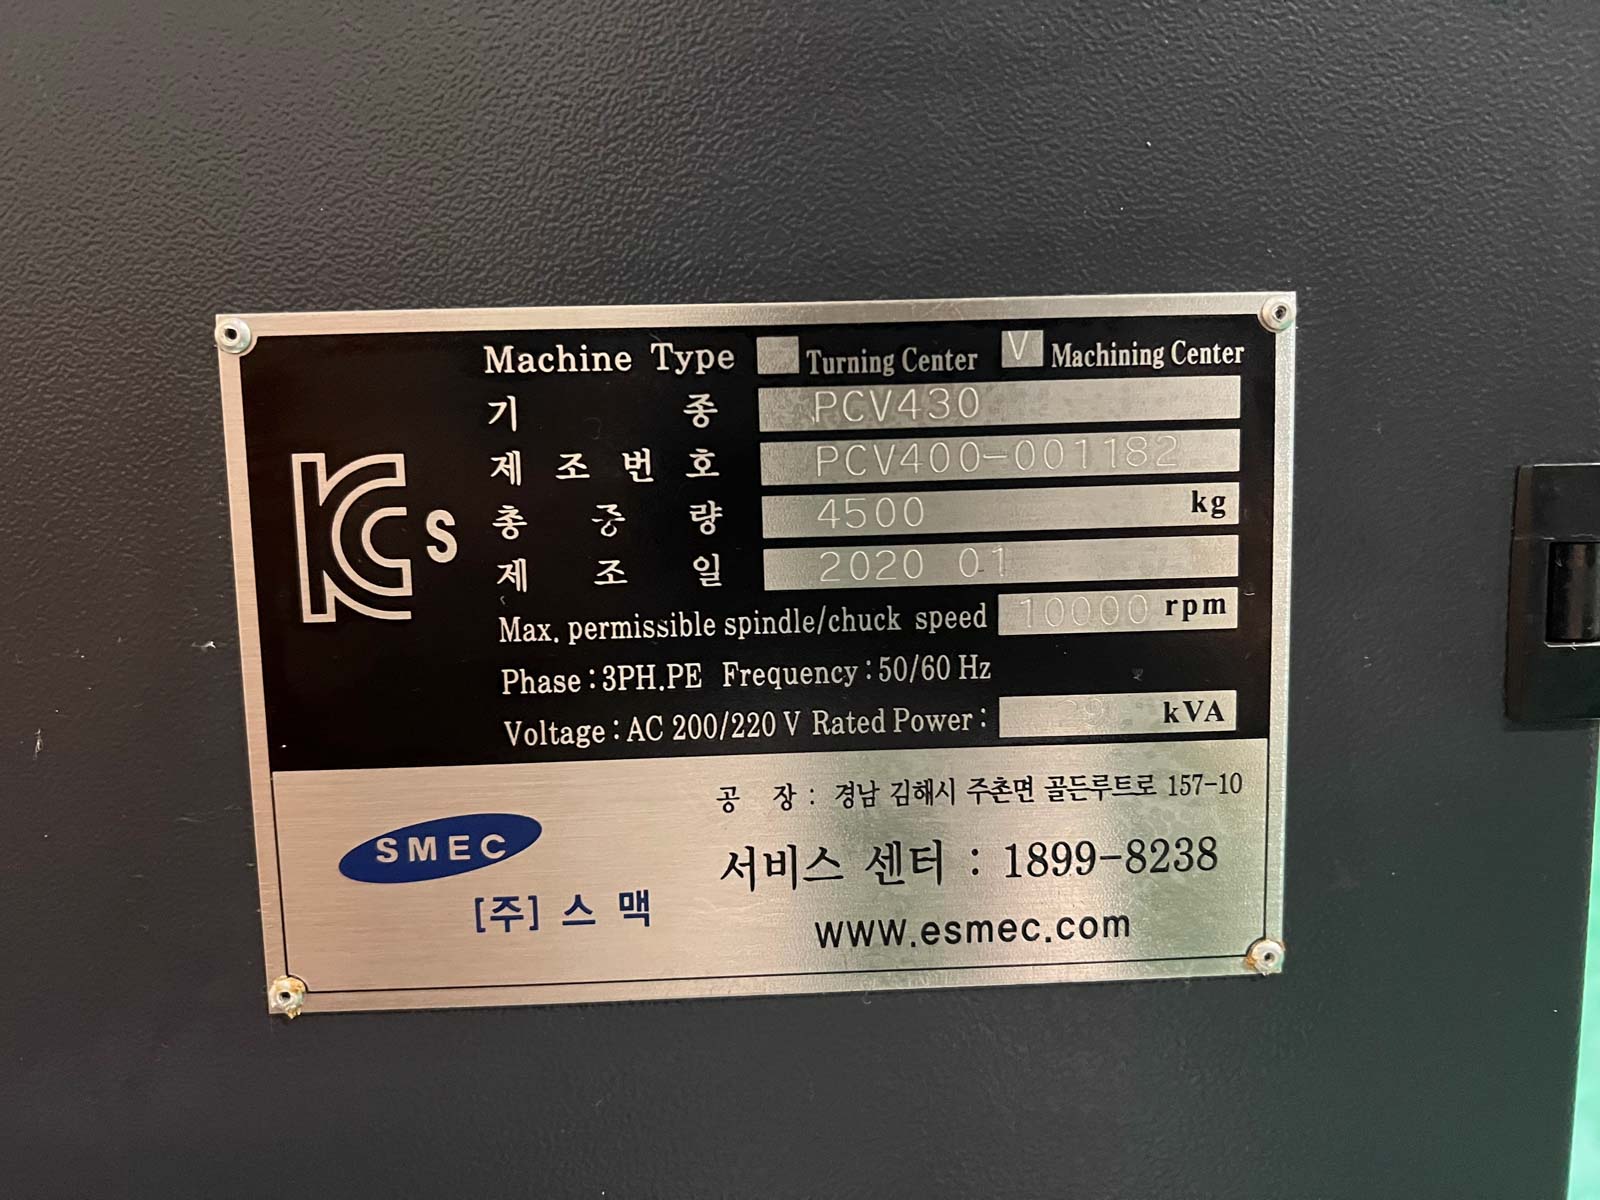 Machine Type Turning Center V Machining Center
기 종 PCV430
제 조 번 호 PCV400-001182
총 중 량 4500 kg
제 조 일 2020 01
Max. permissible spindle/chuck speed 10000 rpm
Phase : 3PH.PE Frequency : 50/60 Hz
Voltage : AC 200/220 V Rated Power : kVA
KCs
공 장 : 경남 김해시 주촌면 골든루트로 157-10
SMEC
서비스 센터 : 1899-8238
[주] 스 맥
www.esmec.com